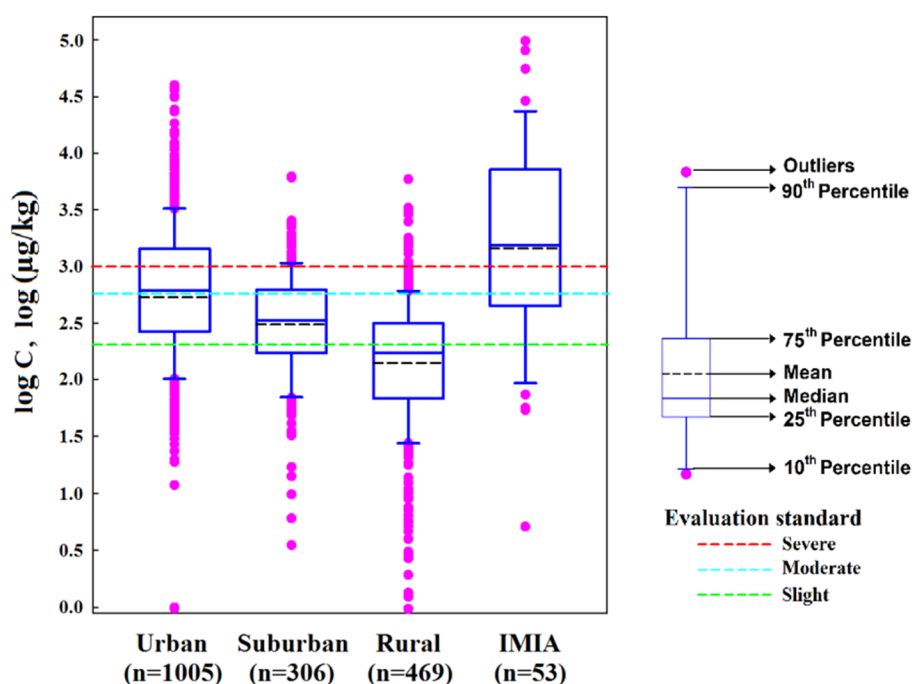 log C, log (μg/kg)
5.0
4.5
4.0
3.5
3.0
2.5
2.0
1.5
1.0
0.5
0.0
Urban
(n=1005)
Suburban
(n=306)
Rural
(n=469)
IMIA
(n=53)
Outliers
90th Percentile
75th Percentile
Mean
Median
25th Percentile
10th Percentile
Evaluation standard
Severe
Moderate
Slight